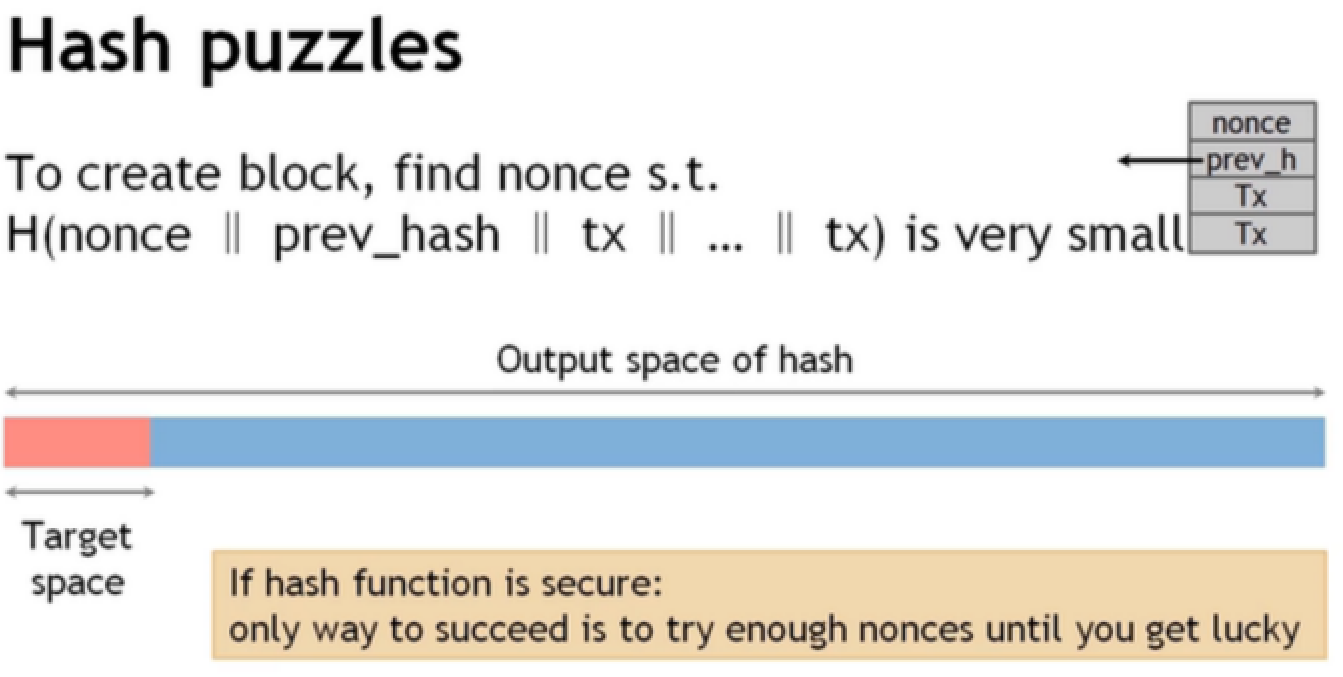 Hash puzzles
To create block, find nonce s.t.
H(nonce || prev_hash || tx || ... || tx) is very small
nonce
prev_h
Tx
Tx
Output space of hash
Target
space
If hash function is secure:
only way to succeed is to try enough nonces until you get lucky